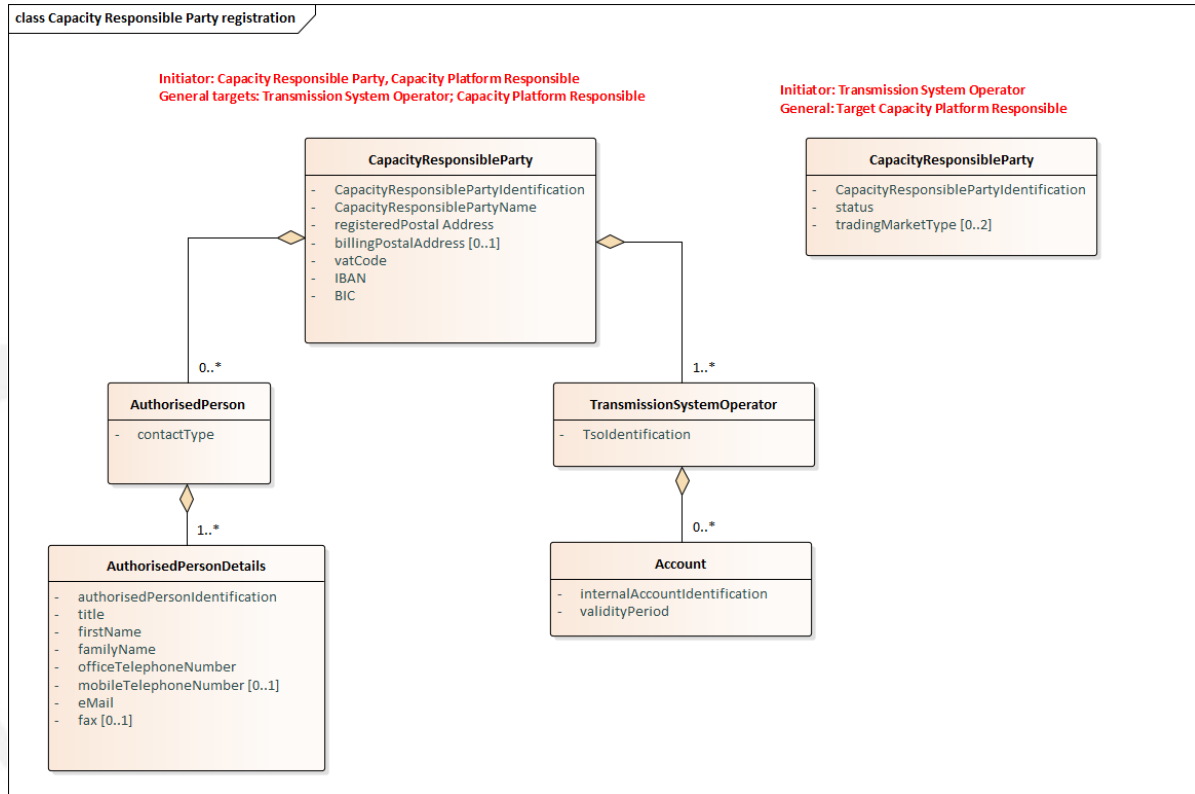 class Capacity Responsible Party registration
Initiator: Capacity Responsible Party, Capacity Platform Responsible
General targets: Transmission System Operator; Capacity Platform Responsible
Initiator: Transmission System Operator
General: Target Capacity Platform Responsible
CapacityResponsibleParty
- CapacityResponsiblePartyIdentification
- CapacityResponsiblePartyName
- registeredPostal Address
- billingPostalAddress [0..1]
- vatCode
- IBAN
- BIC
CapacityResponsibleParty
- CapacityResponsiblePartyIdentification
- status
- tradingMarketType [0..2]
0..*
1..*
AuthorisedPerson
- contactType
TransmissionSystemOperator
- TsoIdentification
1..*
0..*
AuthorisedPersonDetails
- authorisedPersonIdentification
- title
- firstName
- familyName
- officeTelephoneNumber
- mobileTelephoneNumber [0..1]
- eMail
- fax [0..1]
Account
- internalAccountIdentification
- validityPeriod